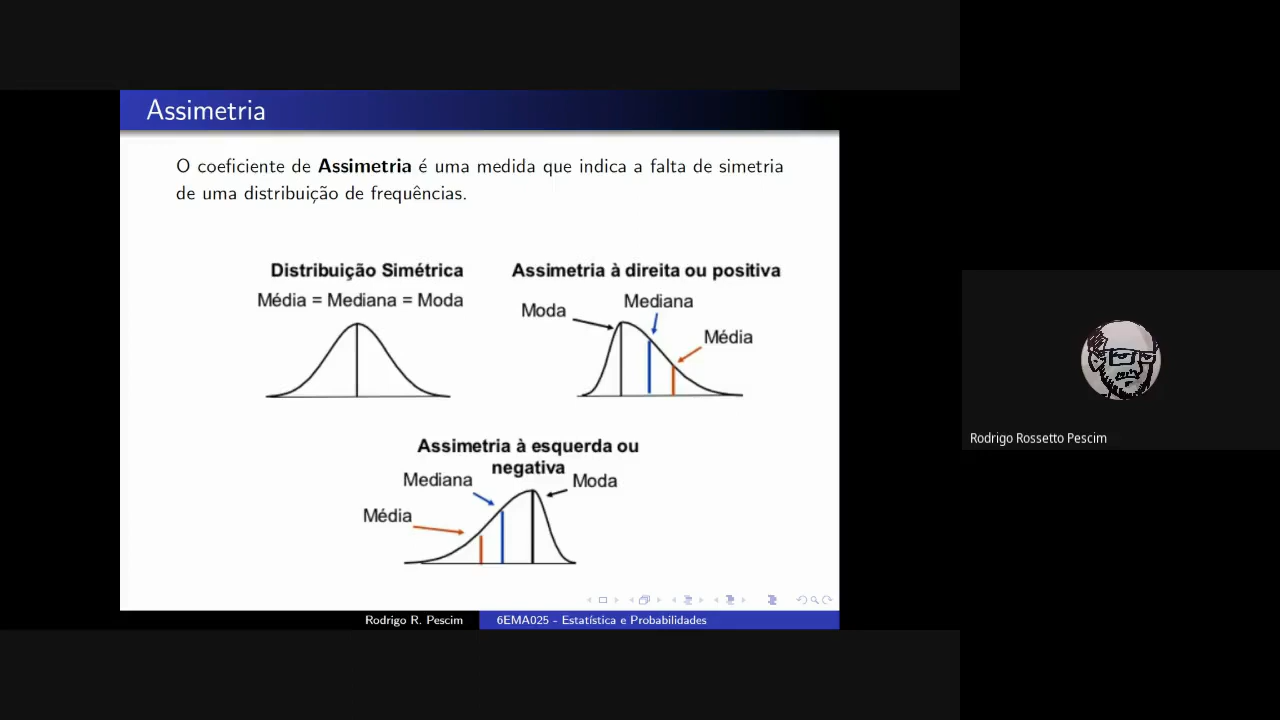 Assimetria
O coeficiente de Assimetria é uma medida que indica a falta de simetria
de uma distribuição de frequências.
Distribuição Simétrica
Média = Mediana = Moda
Assimetria à direita ou positiva
Moda
Mediana
Média
Assimetria à esquerda ou
negativa
Mediana
Moda
Média
Rodrigo R. Pescim
6EMA025 - Estatística e Probabilidades
Rodrigo Rossetto Pescim